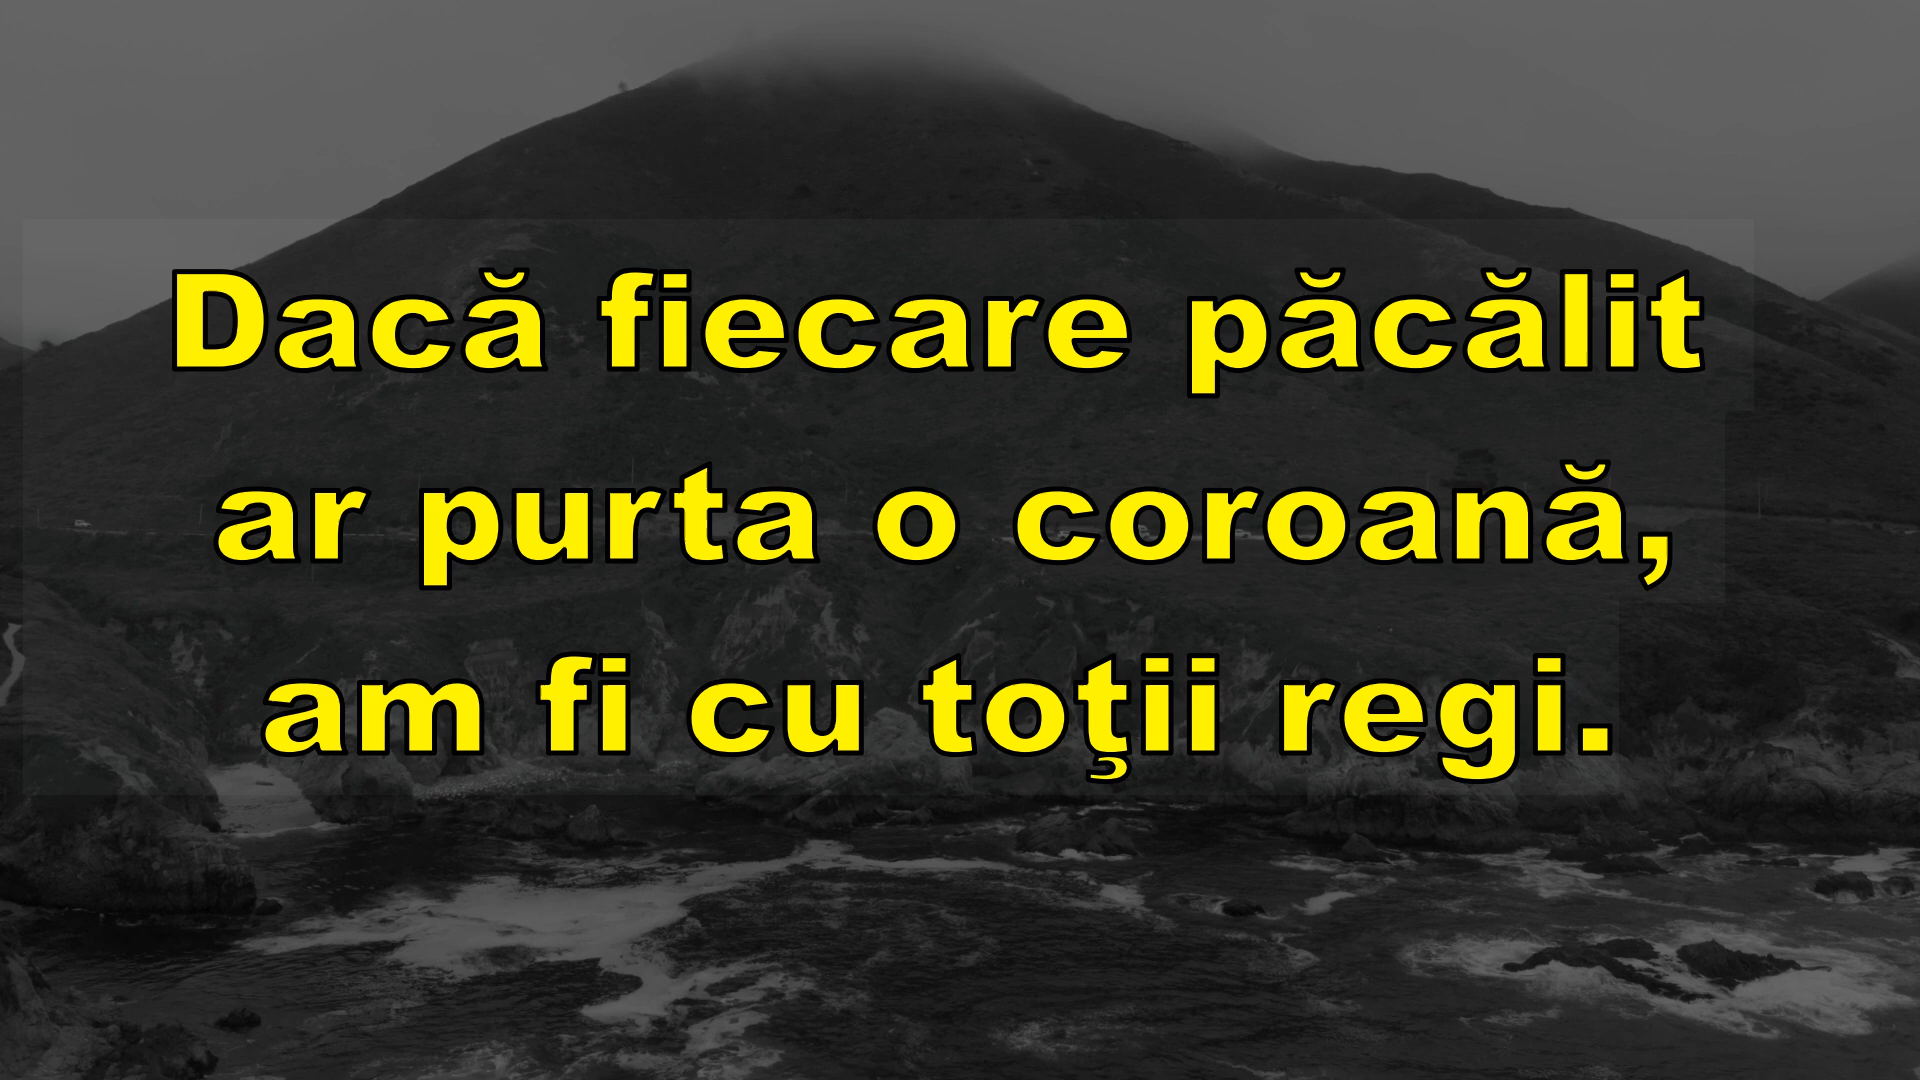 Dacă fiecare păcălit
ar purta o coroană,
am fi cu toţii regi.